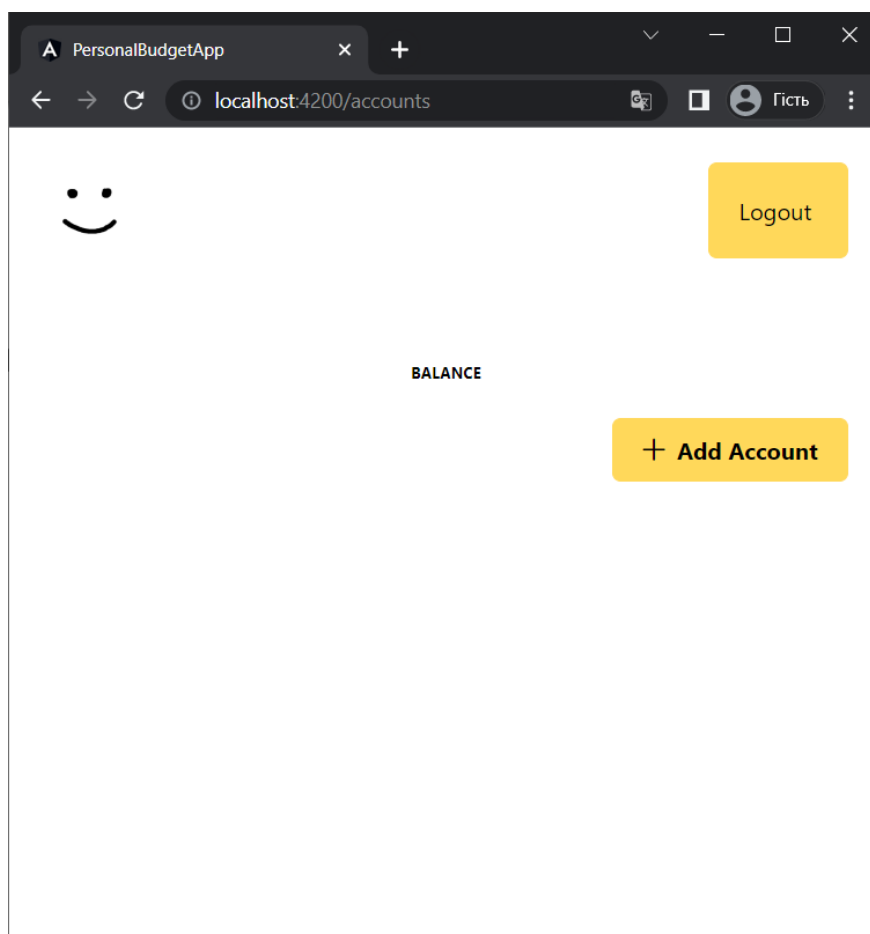 PersonalBudgetApp
localhost:4200/accounts
Гість
Logout
BALANCE
Add Account